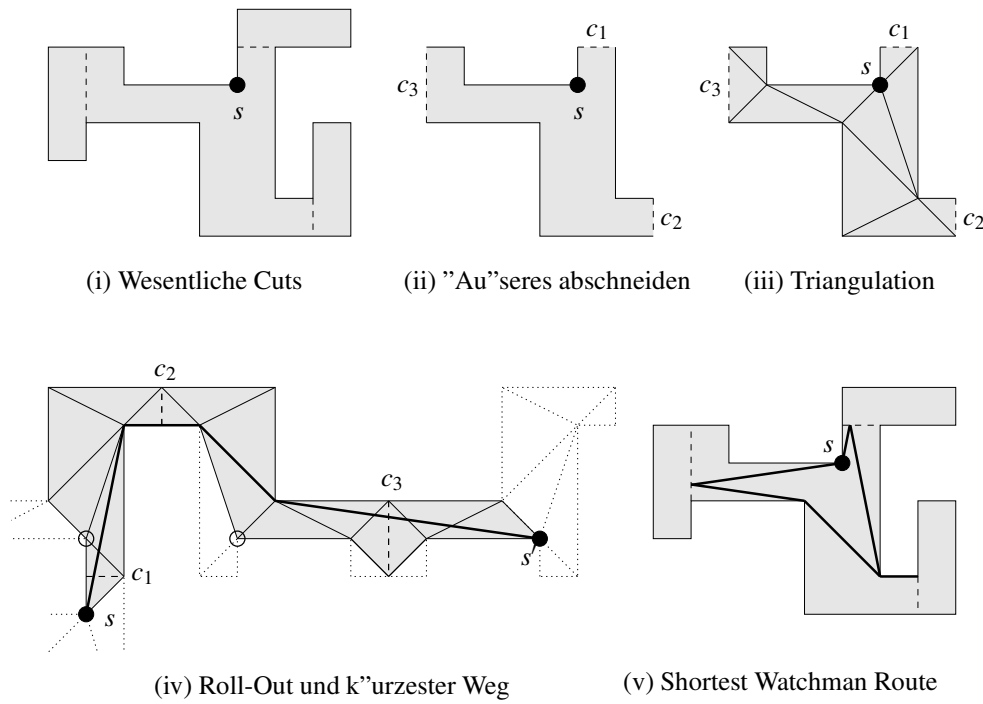 s
(i) Wesentliche Cuts
c1
c3
s
c2
(ii) ”Au”seres abschneiden
c1
s
c3
c2
(iii) Triangulation
c2
c3
s
c1
s
(iv) Roll-Out und k”urzester Weg
s
(v) Shortest Watchman Route